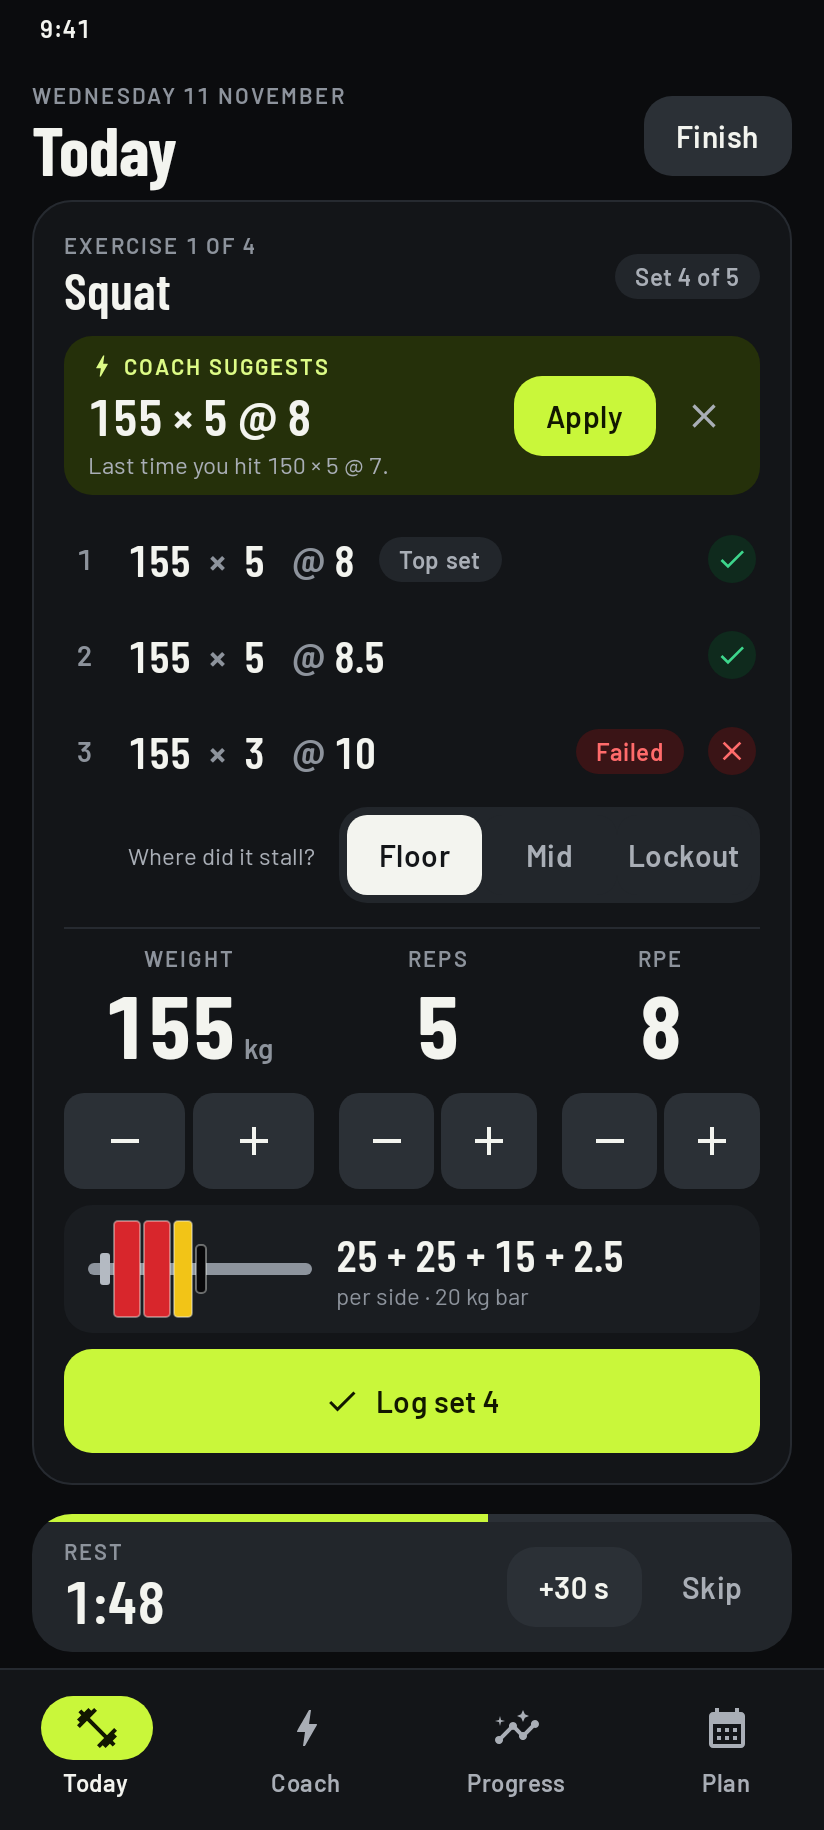 9:41
WEDNESDAY 11 NOVEMBER
Today
Finish
EXERCISE 1 OF 4
Squat
Set 4 of 5
COACH SUGGESTS
155 × 5 @ 8
Last time you hit 150 × 5 @ 7.
Apply
1 155 × 5 @ 8 Top set
2 155 × 5 @ 8.5
3 155 × 3 @ 10 Failed
Where did it stall? Floor Mid Lockout
WEIGHT REPS RPE
155 kg 5 8
25 + 25 + 15 + 2.5
per side · 20 kg bar
Log set 4
REST
1:48
+30 s Skip
Today Coach Progress Plan